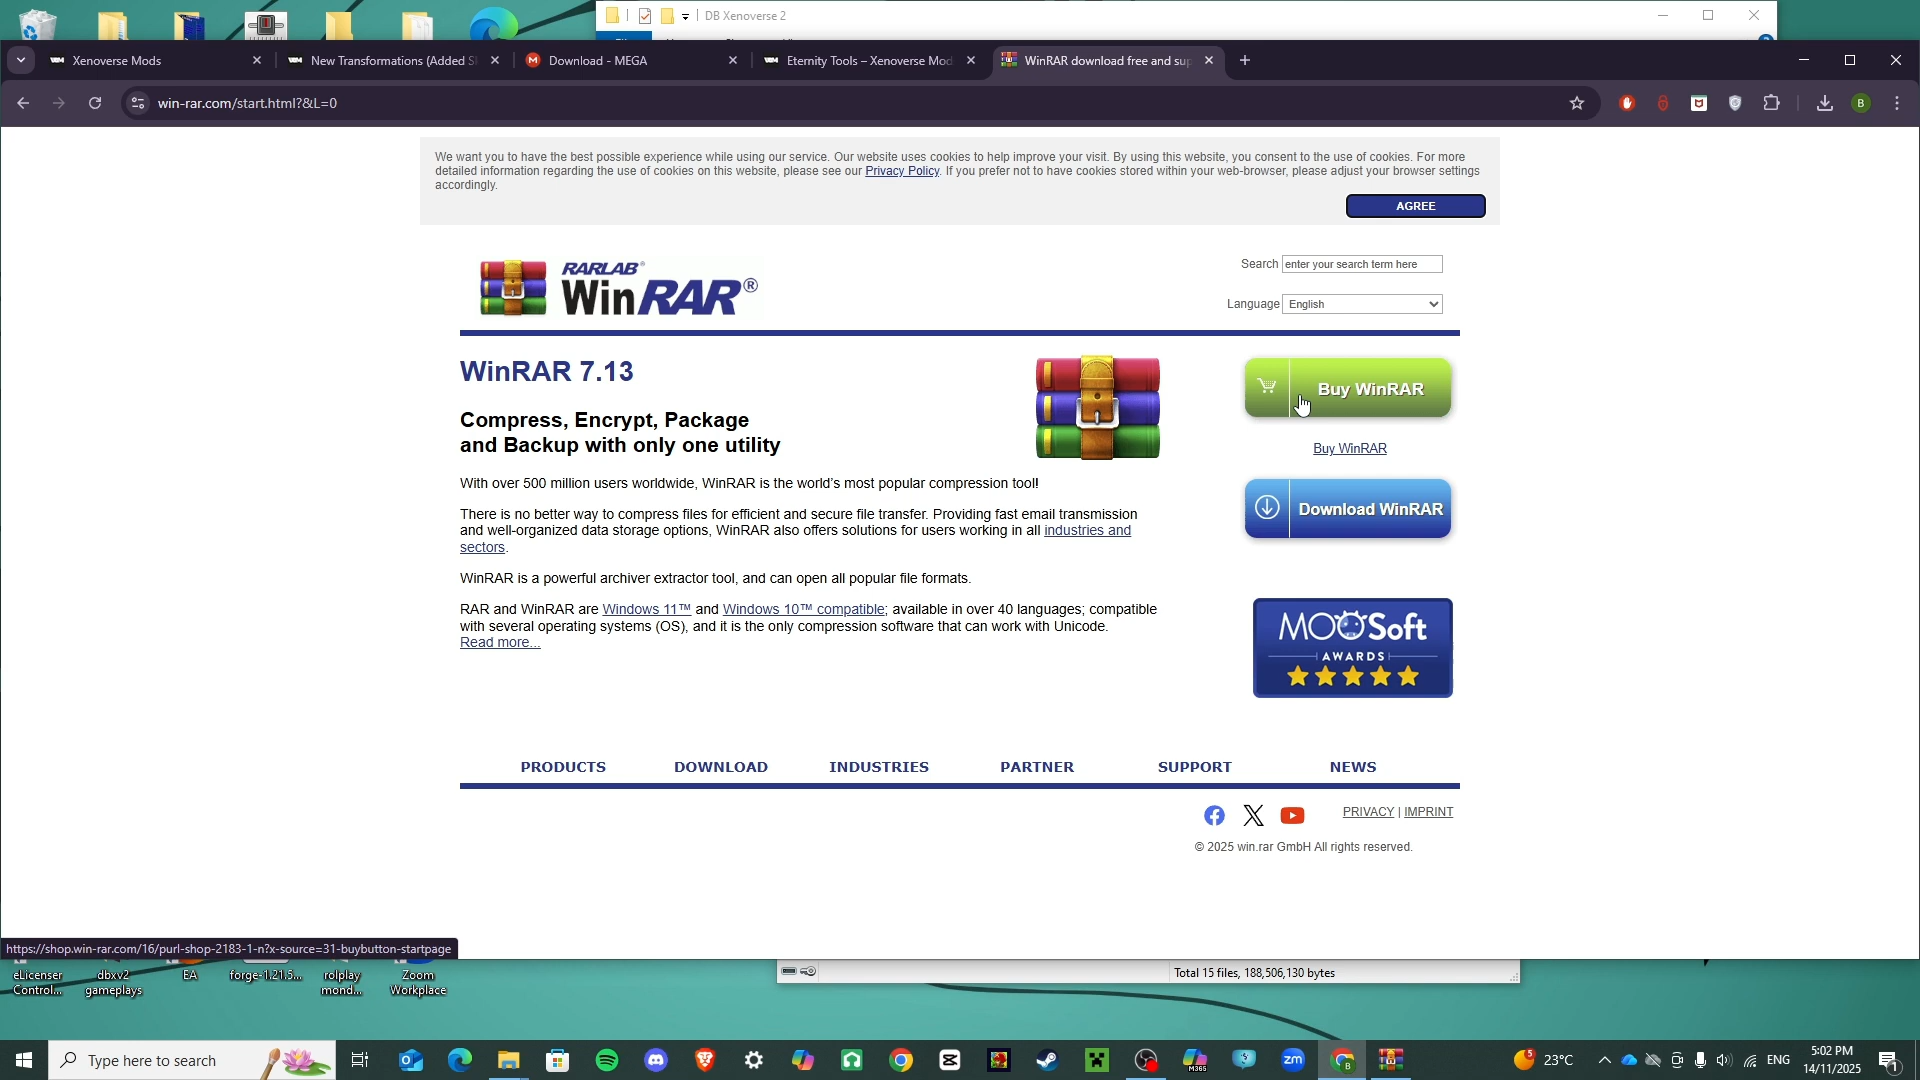 DB Xenoverse 2
Xenoverse Mods
New Transformations (Added S
Download - MEGA
Eternity Tools – Xenoverse Mod
WinRAR download free and sup
win-rar.com/start.html?&L=0
B
We want you to have the best possible experience while using our service. Our website uses cookies to help improve your visit. By using this website, you consent to the use of cookies. For more
detailed information regarding the use of cookies on this website, please see our Privacy Policy. If you prefer not to have cookies stored within your web-browser, please adjust your browser settings
accordingly.
AGREE
RARLAB®
WinRAR®
Search enter your search term here
Language English
WinRAR 7.13
Compress, Encrypt, Package
and Backup with only one utility
Buy WinRAR
Buy WinRAR
With over 500 million users worldwide, WinRAR is the world's most popular compression tool!
Download WinRAR
There is no better way to compress files for efficient and secure file transfer. Providing fast email transmission
and well-organized data storage options, WinRAR also offers solutions for users working in all industries and
sectors.
WinRAR is a powerful archiver extractor tool, and can open all popular file formats.
RAR and WinRAR are Windows 11™ and Windows 10™ compatible; available in over 40 languages; compatible
with several operating systems (OS), and it is the only compression software that can work with Unicode.
Read more...
MOOSoft
AWARDS
PRODUCTS DOWNLOAD INDUSTRIES PARTNER SUPPORT NEWS
PRIVACY | IMPRINT
© 2025 win.rar GmbH All rights reserved.
https://shop.win-rar.com/16/purl-shop-2183-1-n?x-source=31-buybutton-startpage
eLicenser
Control...
dbxv2
gameplays
EA
forge-1.21.5...
rolplay
mond...
Zoom
Workplace
Total 15 files, 188,506,130 bytes
Type here to search
M365
zm
23°C
ENG
5:02 PM
14/11/2025
1